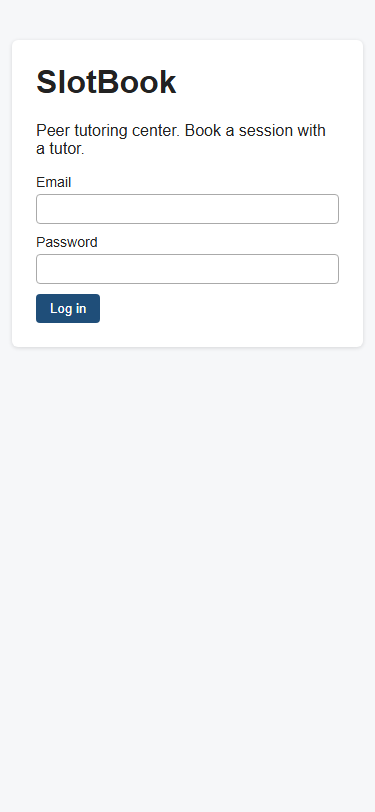 SlotBook
Peer tutoring center. Book a session with
a tutor.
Email
Password
Log in